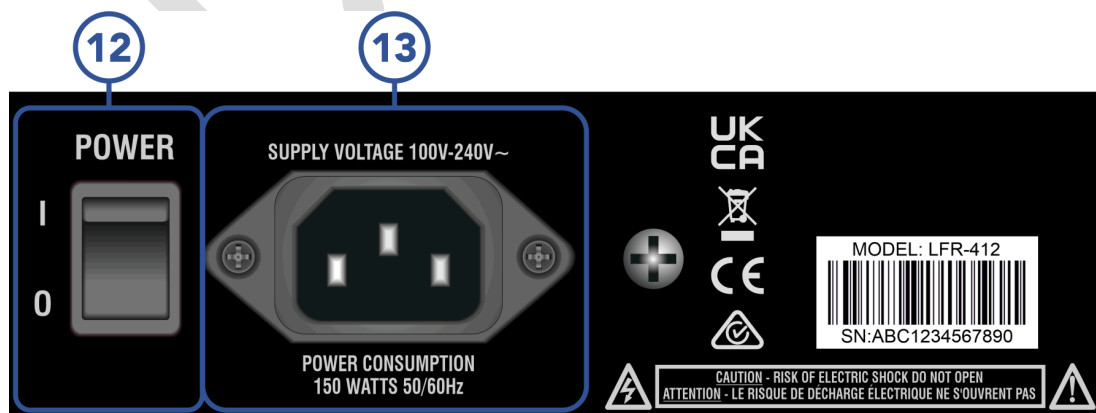 12
13
POWER
I
O
SUPPLY VOLTAGE 100V-240V~
POWER CONSUMPTION
150 WATTS 50/60Hz
UK
CA
CE
MODEL: LFR-412
SN:ABC1234567890
CAUTION - RISK OF ELECTRIC SHOCK DO NOT OPEN
ATTENTION - LE RISQUE DE DÉCHARGE ÉLECTRIQUE NE S'OUVRENT PAS